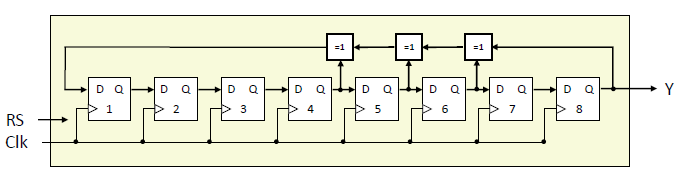 =1 =1 =1
D Q D Q D Q D Q D Q D Q D Q D Q Y
1 2 3 4 5 6 7 8
RS
Clk